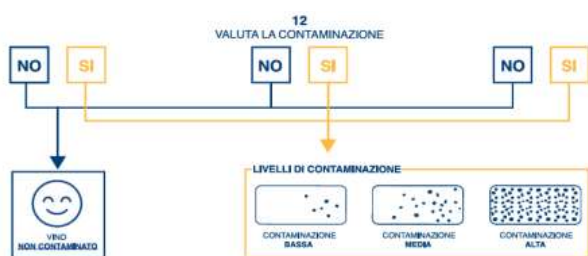 12
VALUTA LA CONTAMINAZIONE
NO SI NO SI NO SI
LIVELLI DI CONTAMINAZIONE
VINO
NON CONTAMINATO
CONTAMINAZIONE
BASSA
CONTAMINAZIONE
MEDIA
CONTAMINAZIONE
ALTA